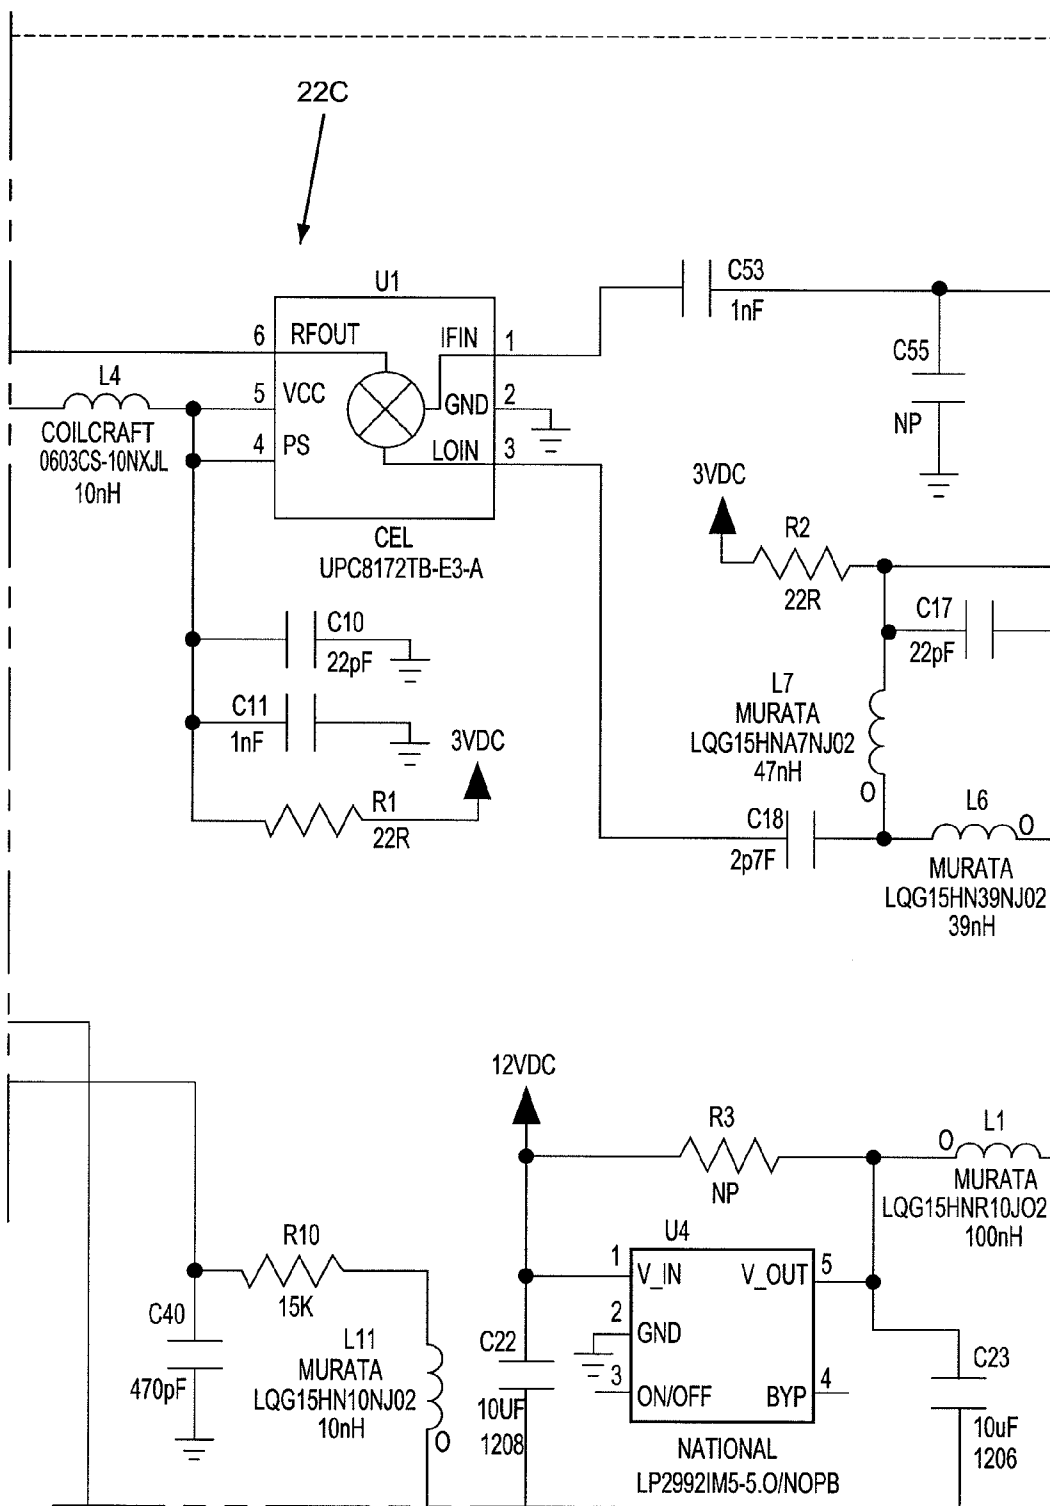 22C
U1
6 RFOUT IFIN 1
5 VCC GND 2
4 PS LOIN 3
CEL
UPC8172TB-E3-A
L4
COILCRAFT
0603CS-10NXJL
10nH
C53
1nF
C55
NP
3VDC
R2
22R
C17
22pF
C10
22pF
C11
1nF
3VDC
R1
22R
L7
MURATA
LQG15HNA7NJ02
47nH
O
C18
2p7F
L6
O
MURATA
LQG15HN39NJ02
39nH
12VDC
R3
NP
O
L1
MURATA
LQG15HNR10JO2
100nH
U4
1 V_IN V_OUT 5
2 GND
3 ON/OFF BYP 4
NATIONAL
LP2992IM5-5.O/NOPB
R10
15K
C40
470pF
L11
MURATA
LQG15HN10NJ02
10nH
O
C22
10UF
1208
C23
10uF
1206